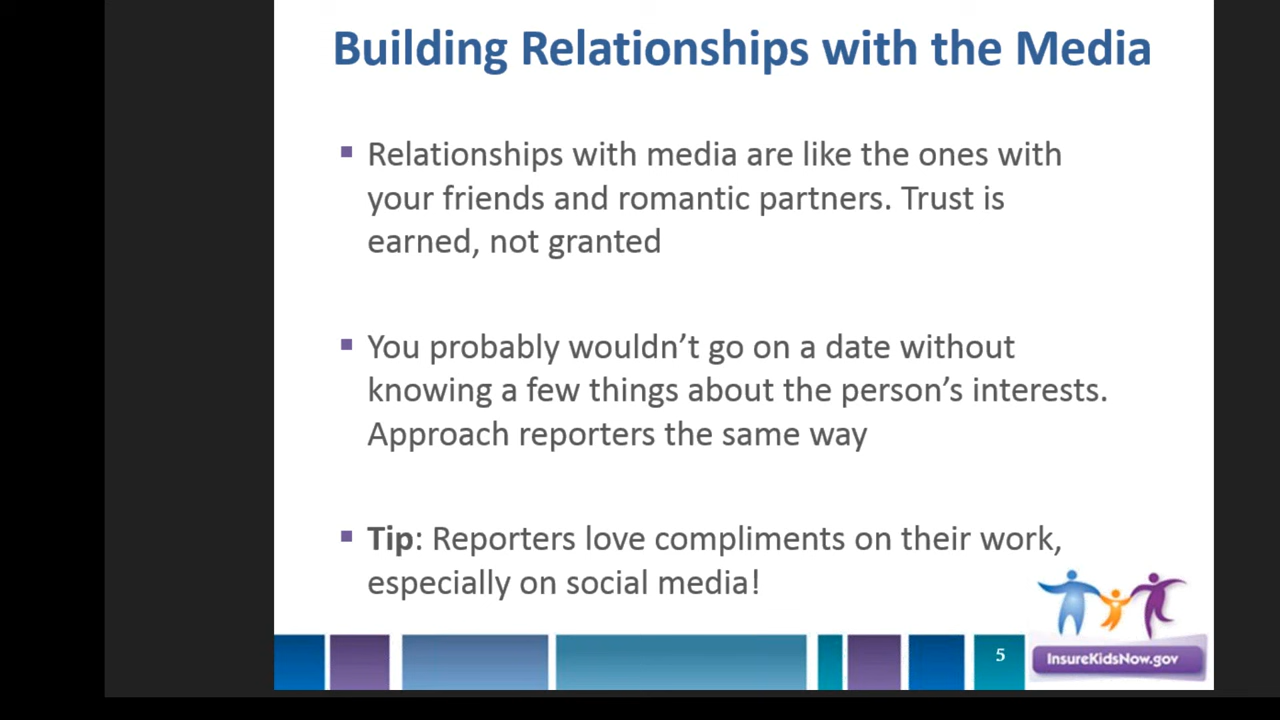 Building Relationships with the Media
▪ Relationships with media are like the ones with
your friends and romantic partners. Trust is
earned, not granted
▪ You probably wouldn’t go on a date without
knowing a few things about the person’s interests.
Approach reporters the same way
▪ Tip: Reporters love compliments on their work,
especially on social media!
5
InsureKidsNow.gov